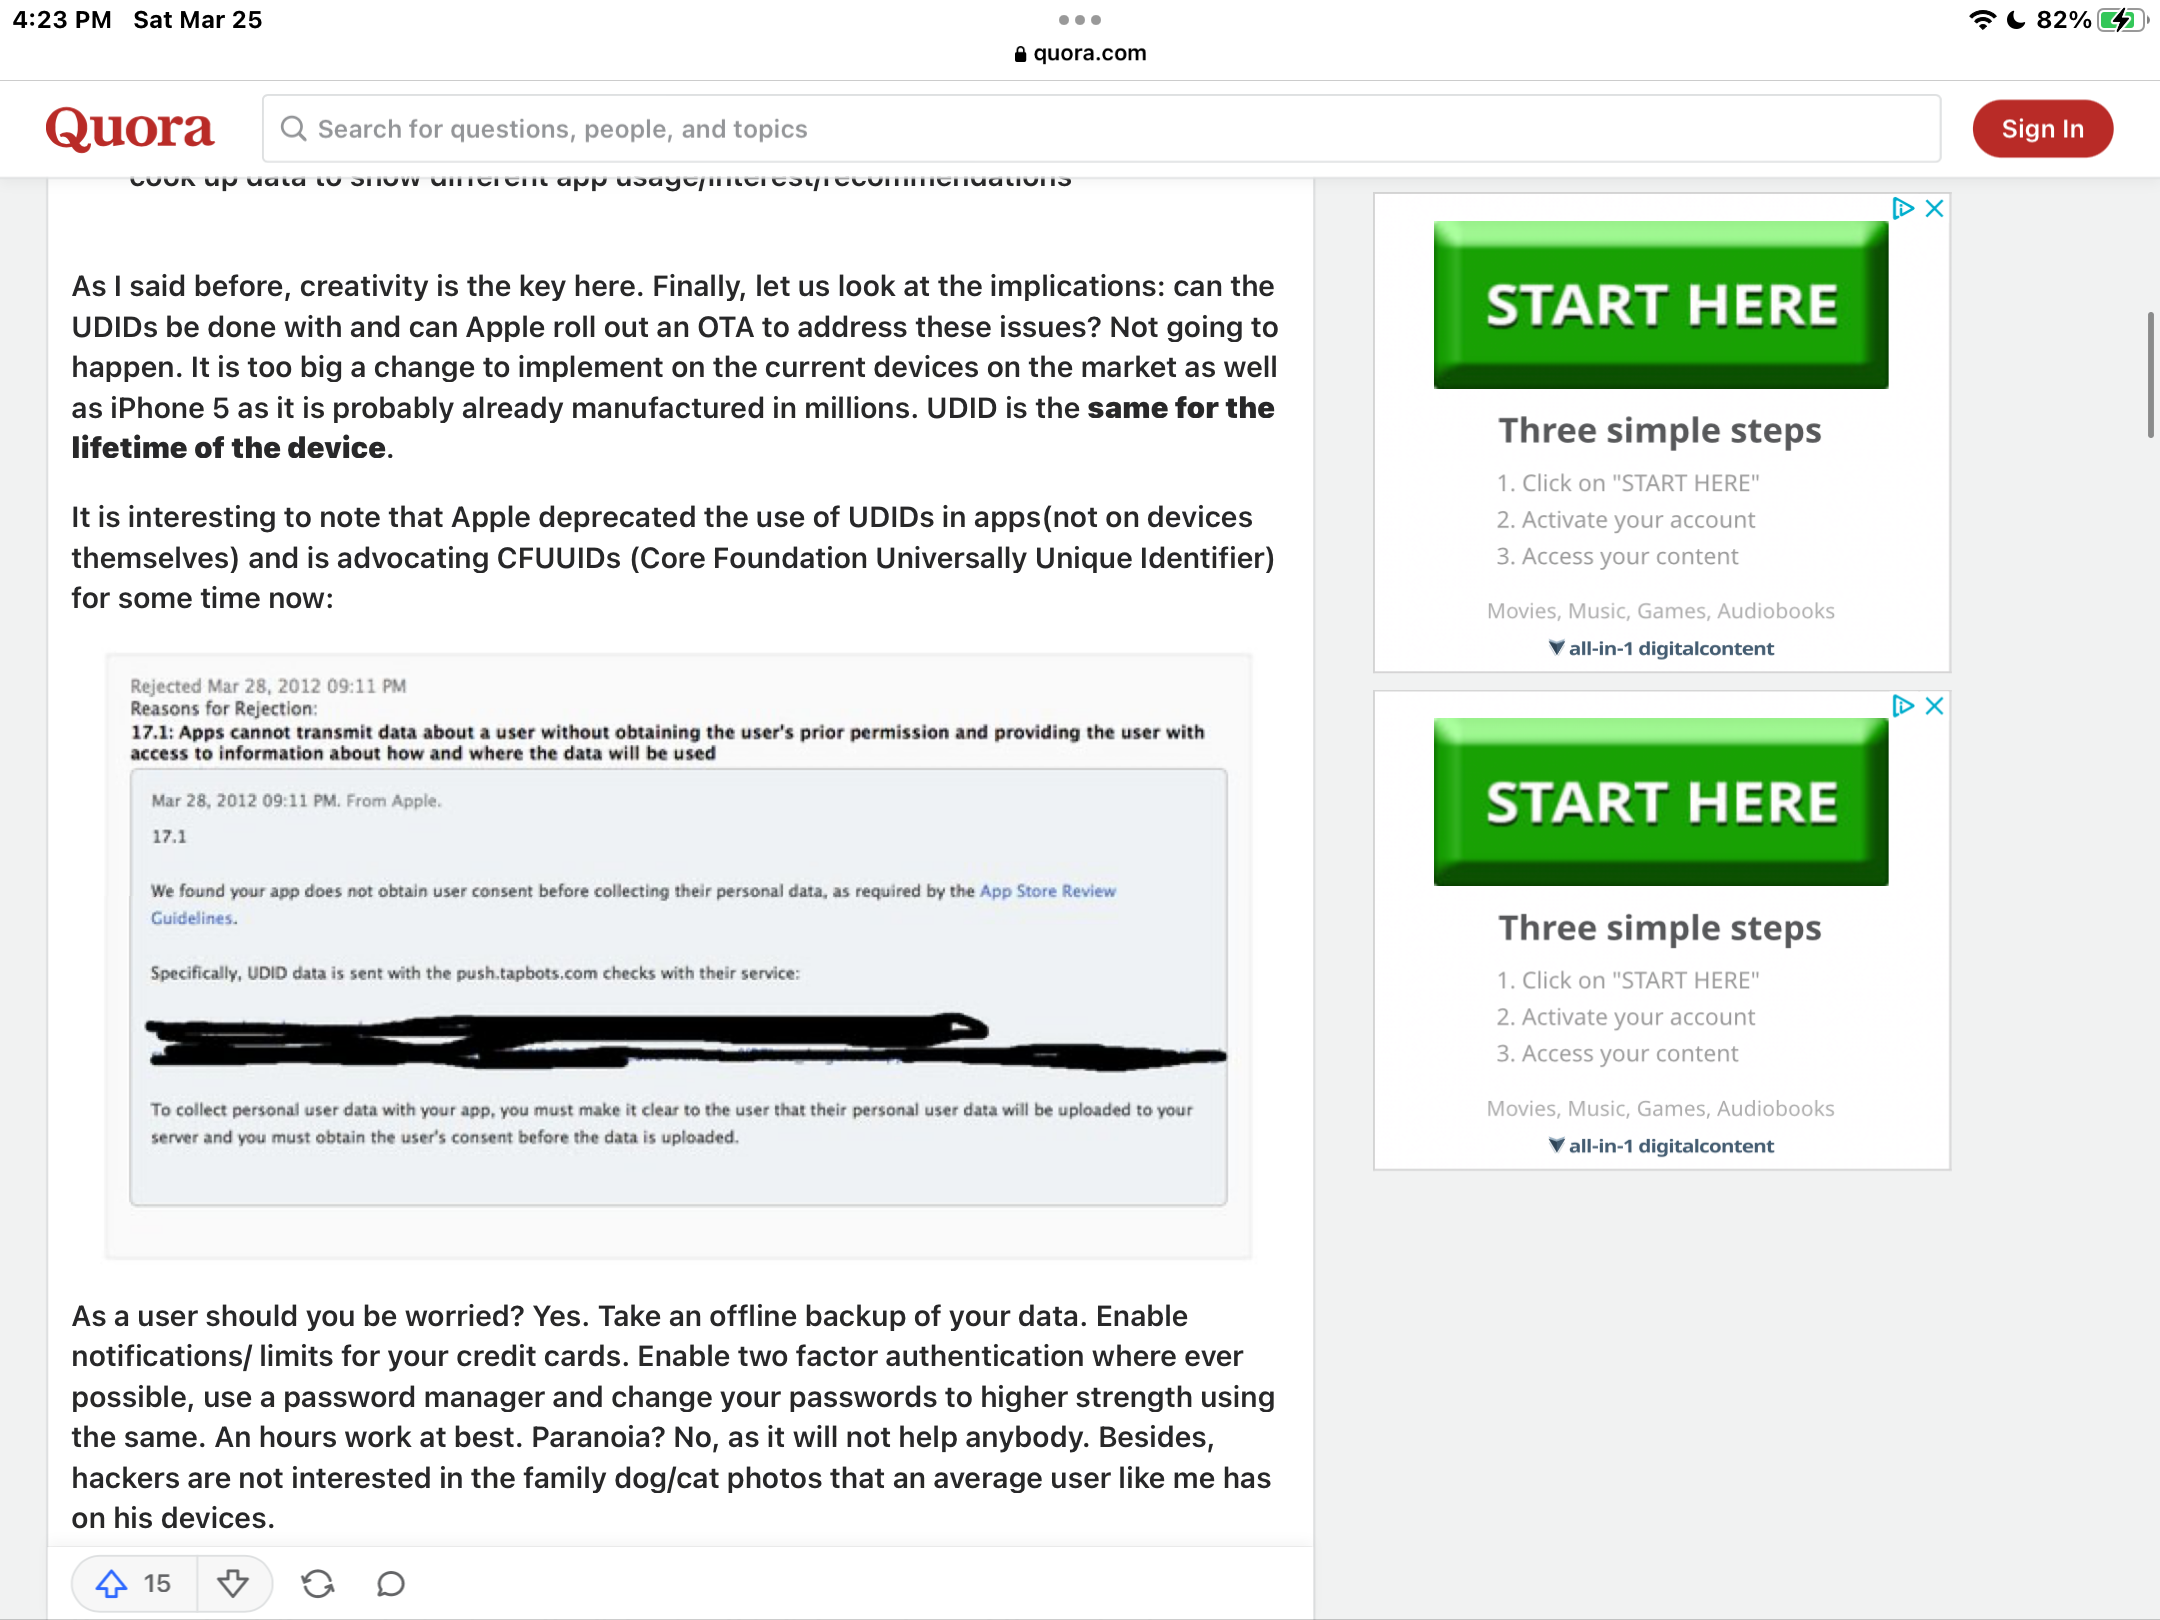 4:23 PM Sat Mar 25
82%
quora.com
Quora
Search for questions, people, and topics
Sign In
cook up data to show different app usage/interest/recommendations
As I said before, creativity is the key here. Finally, let us look at the implications: can the
UDIDs be done with and can Apple roll out an OTA to address these issues? Not going to
happen. It is too big a change to implement on the current devices on the market as well
as iPhone 5 as it is probably already manufactured in millions. UDID is the same for the
lifetime of the device.
It is interesting to note that Apple deprecated the use of UDIDs in apps(not on devices
themselves) and is advocating CFUUIDs (Core Foundation Universally Unique Identifier)
for some time now:
Rejected Mar 28, 2012 09:11 PM
Reasons for Rejection:
17.1: Apps cannot transmit data about a user without obtaining the user's prior permission and providing the user with
access to information about how and where the data will be used
Mar 28, 2012 09:11 PM. From Apple.
17.1
We found your app does not obtain user consent before collecting their personal data, as required by the App Store Review
Guidelines.
Specifically, UDID data is sent with the push.tapbots.com checks with their service:
To collect personal user data with your app, you must make it clear to the user that their personal user data will be uploaded to your
server and you must obtain the user's consent before the data is uploaded.
As a user should you be worried? Yes. Take an offline backup of your data. Enable
notifications/ limits for your credit cards. Enable two factor authentication where ever
possible, use a password manager and change your passwords to higher strength using
the same. An hours work at best. Paranoia? No, as it will not help anybody. Besides,
hackers are not interested in the family dog/cat photos that an average user like me has
on his devices.
15
START HERE
Three simple steps
1. Click on "START HERE"
2. Activate your account
3. Access your content
Movies, Music, Games, Audiobooks
all-in-1 digitalcontent
START HERE
Three simple steps
1. Click on "START HERE"
2. Activate your account
3. Access your content
Movies, Music, Games, Audiobooks
all-in-1 digitalcontent